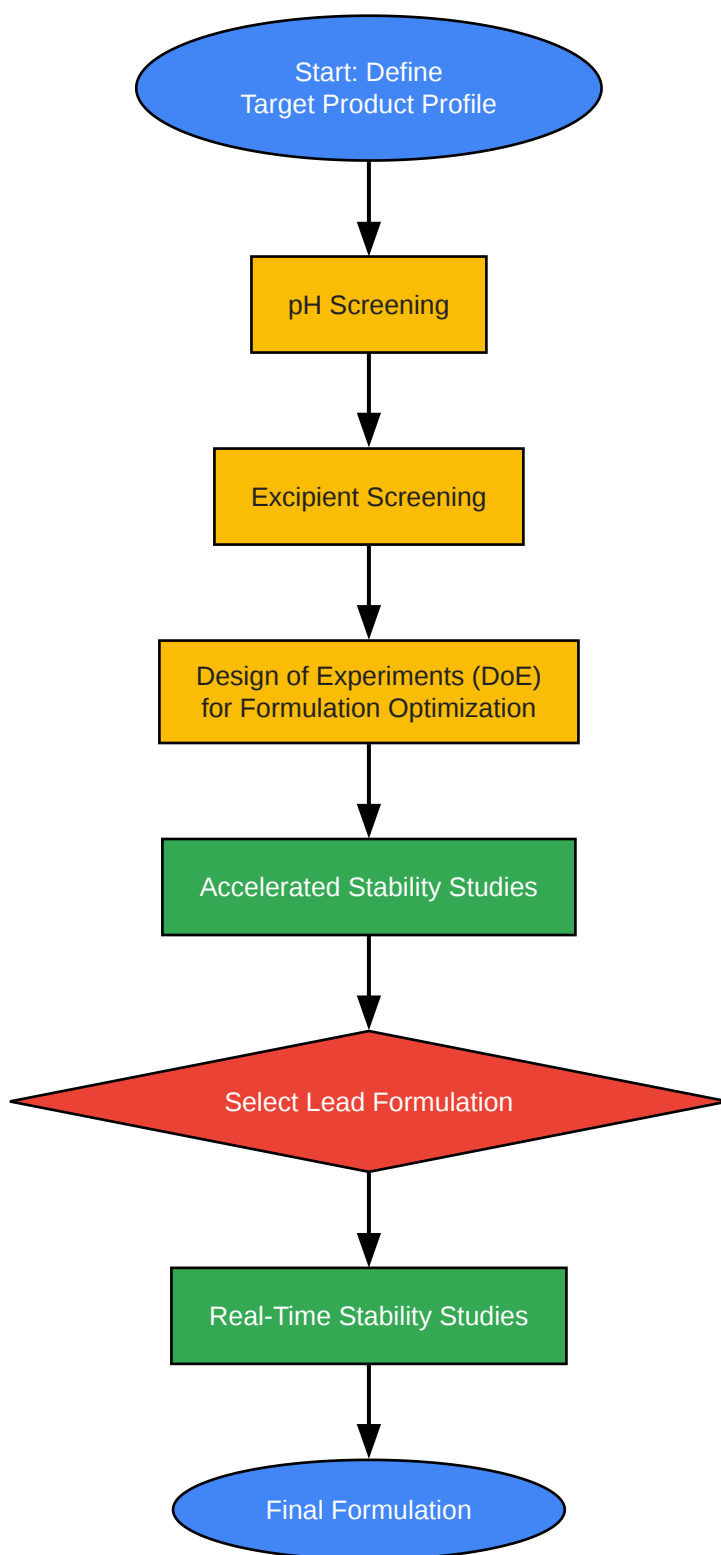 Start: Define
Target Product Profile
pH Screening
Excipient Screening
Design of Experiments (DoE)
for Formulation Optimization
Accelerated Stability Studies
Select Lead Formulation
Real-Time Stability Studies
Final Formulation